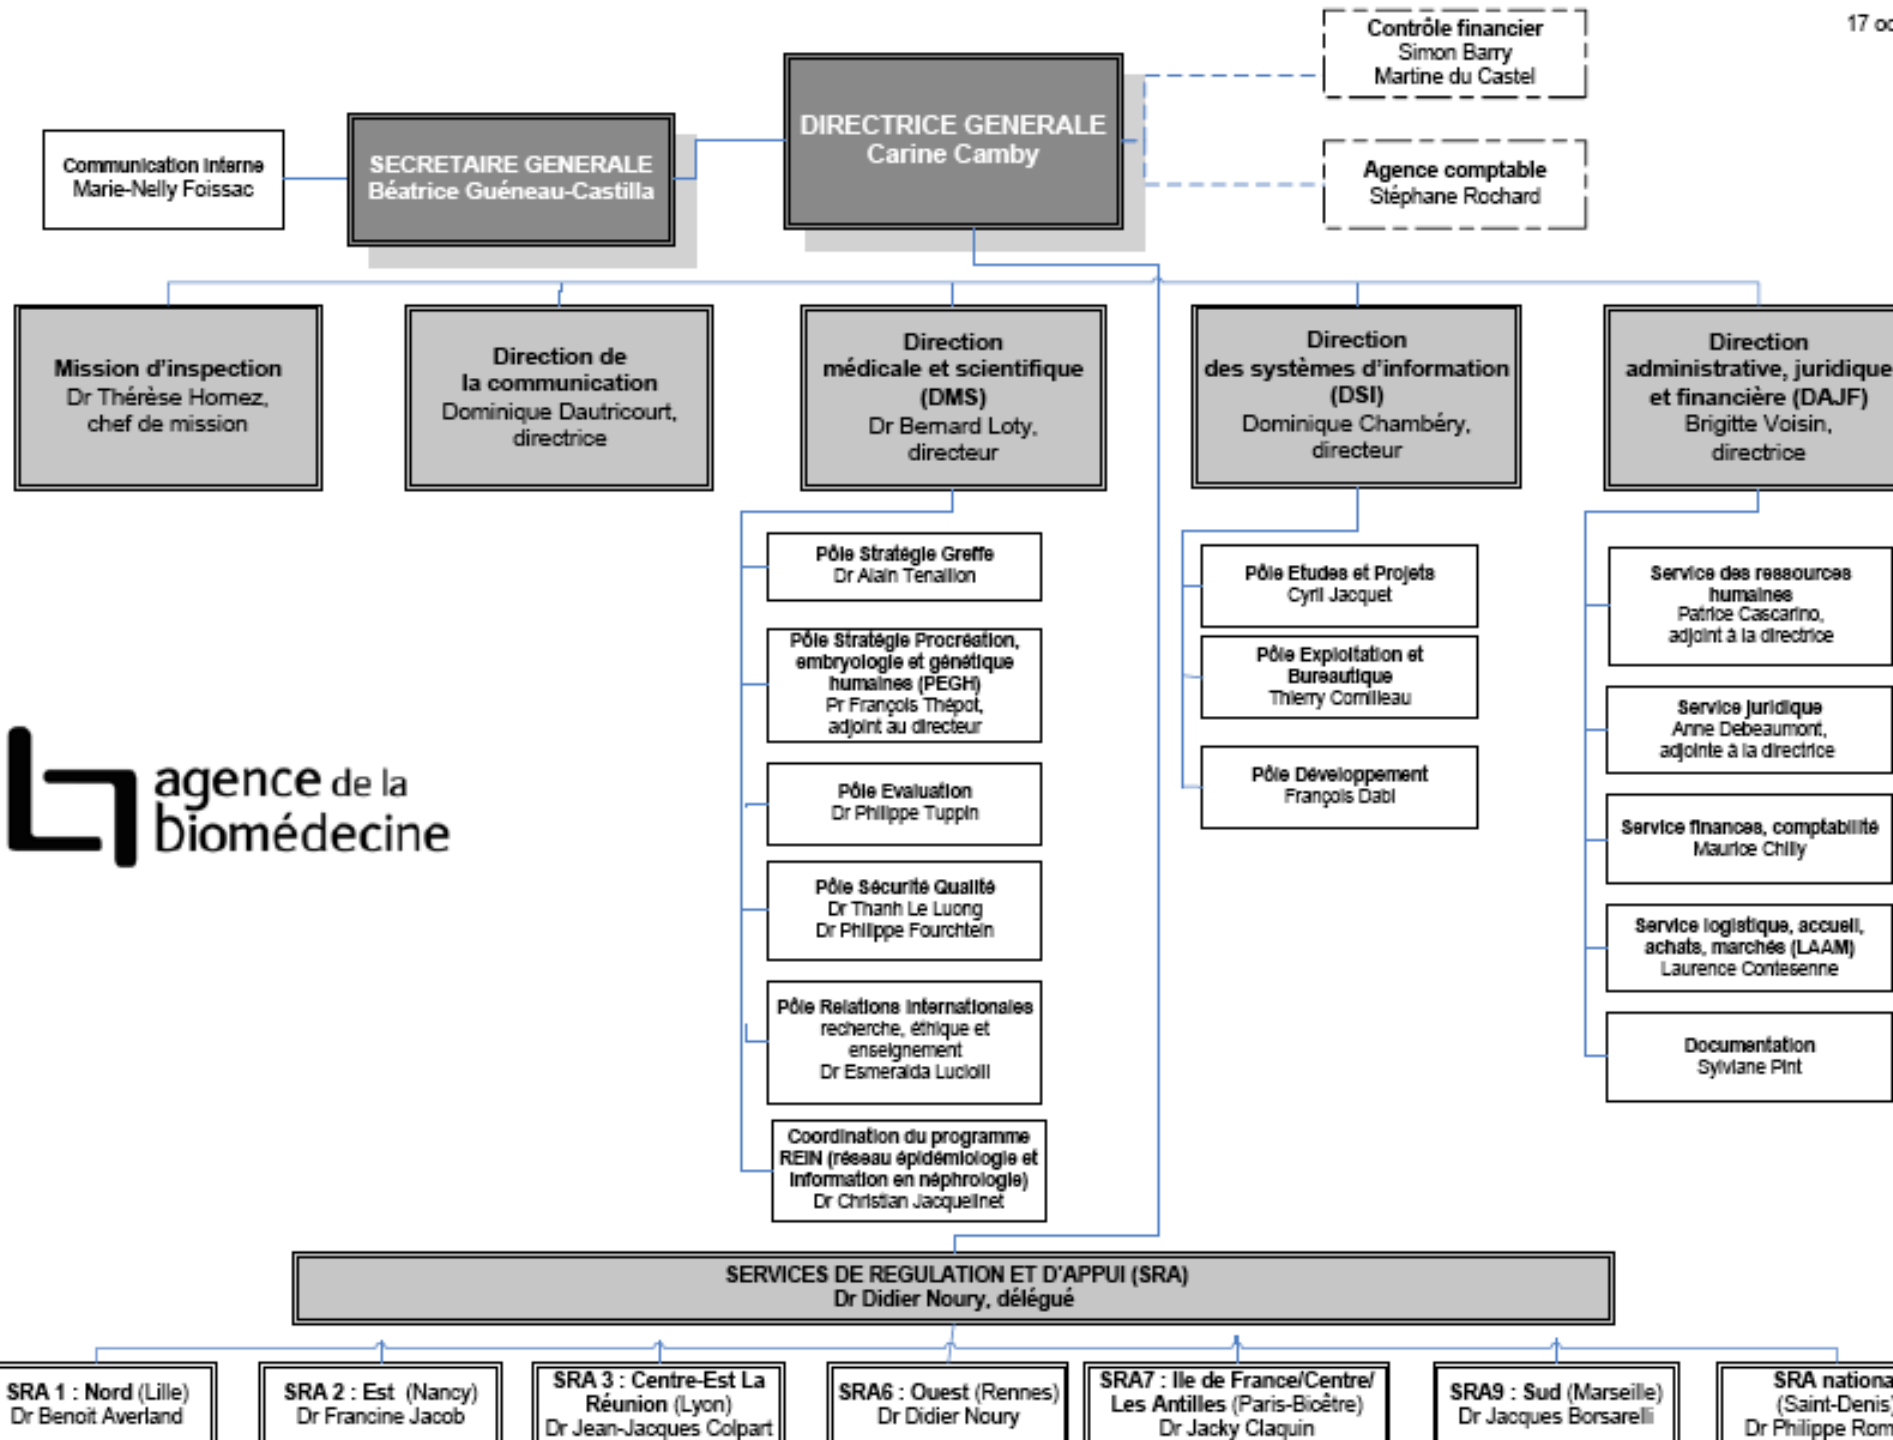 17 oc
Contrôle financier
Simon Barry
Martine du Castel
DIRECTRICE GENERALE
Carine Camby
Communication interne
Marie-Nelly Foissac
SECRETAIRE GENERALE
Béatrice Guéneau-Castilla
Agence comptable
Stéphane Rochard
Mission d'inspection
Dr Thérèse Hornez,
chef de mission
Direction de
la communication
Dominique Dautricourt,
directrice
Direction
médicale et scientifique
(DMS)
Dr Bernard Loty,
directeur
Direction
des systèmes d'information
(DSI)
Dominique Chambéry,
directeur
Direction
administrative, juridique
et financière (DAJF)
Brigitte Voisin,
directrice
Pôle Stratégie Greffe
Dr Alain Tenaillon
Pôle Stratégie Procréation,
embryologie et génétique
humaines (PEGH)
Pr François Thépot,
adjoint au directeur
Pôle Evaluation
Dr Philippe Tuppin
Pôle Sécurité Qualité
Dr Thanh Le Luong
Dr Philippe Fourchtein
Pôle Relations Internationales
recherche, éthique et
enseignement
Dr Esmeralda Luciolli
Coordination du programme
REIN (réseau épidémiologie et
Information en néphrologie)
Dr Christian Jacquelinet
Pôle Etudes et Projets
Cyril Jacquet
Pôle Exploitation et
Bureautique
Thierry Cornilleau
Pôle Développement
François Dabi
Service des ressources
humaines
Patrice Cascarino,
adjoint à la directrice
Service juridique
Anne Debeaumont,
adjointe à la directrice
Service finances, comptabilité
Maurice Chilly
Service logistique, accueil,
achats, marchés (LAAM)
Laurence Contesenne
Documentation
Sylviane Pint
agence de la
biomédecine
SERVICES DE REGULATION ET D'APPUI (SRA)
Dr Didier Noury, délégué
SRA 1 : Nord (Lille)
Dr Benoît Averland
SRA 2 : Est (Nancy)
Dr Francine Jacob
SRA 3 : Centre-Est La
Réunion (Lyon)
Dr Jean-Jacques Colpart
SRA6 : Ouest (Rennes)
Dr Didier Noury
SRA7 : Ile de France/Centre/
Les Antilles (Paris-Bicêtre)
Dr Jacky Claquin
SRA9 : Sud (Marseille)
Dr Jacques Borsarelli
SRA nationa
(Saint-Denis)
Dr Philippe Rom